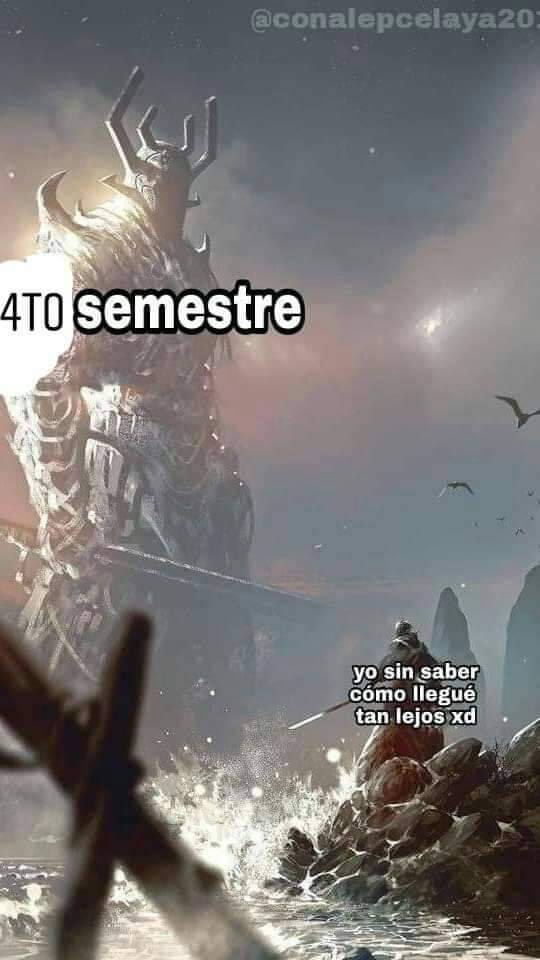 @conalepcelaya20
4TO semestre
yo sin saber
cómo llegué
tan lejos xd